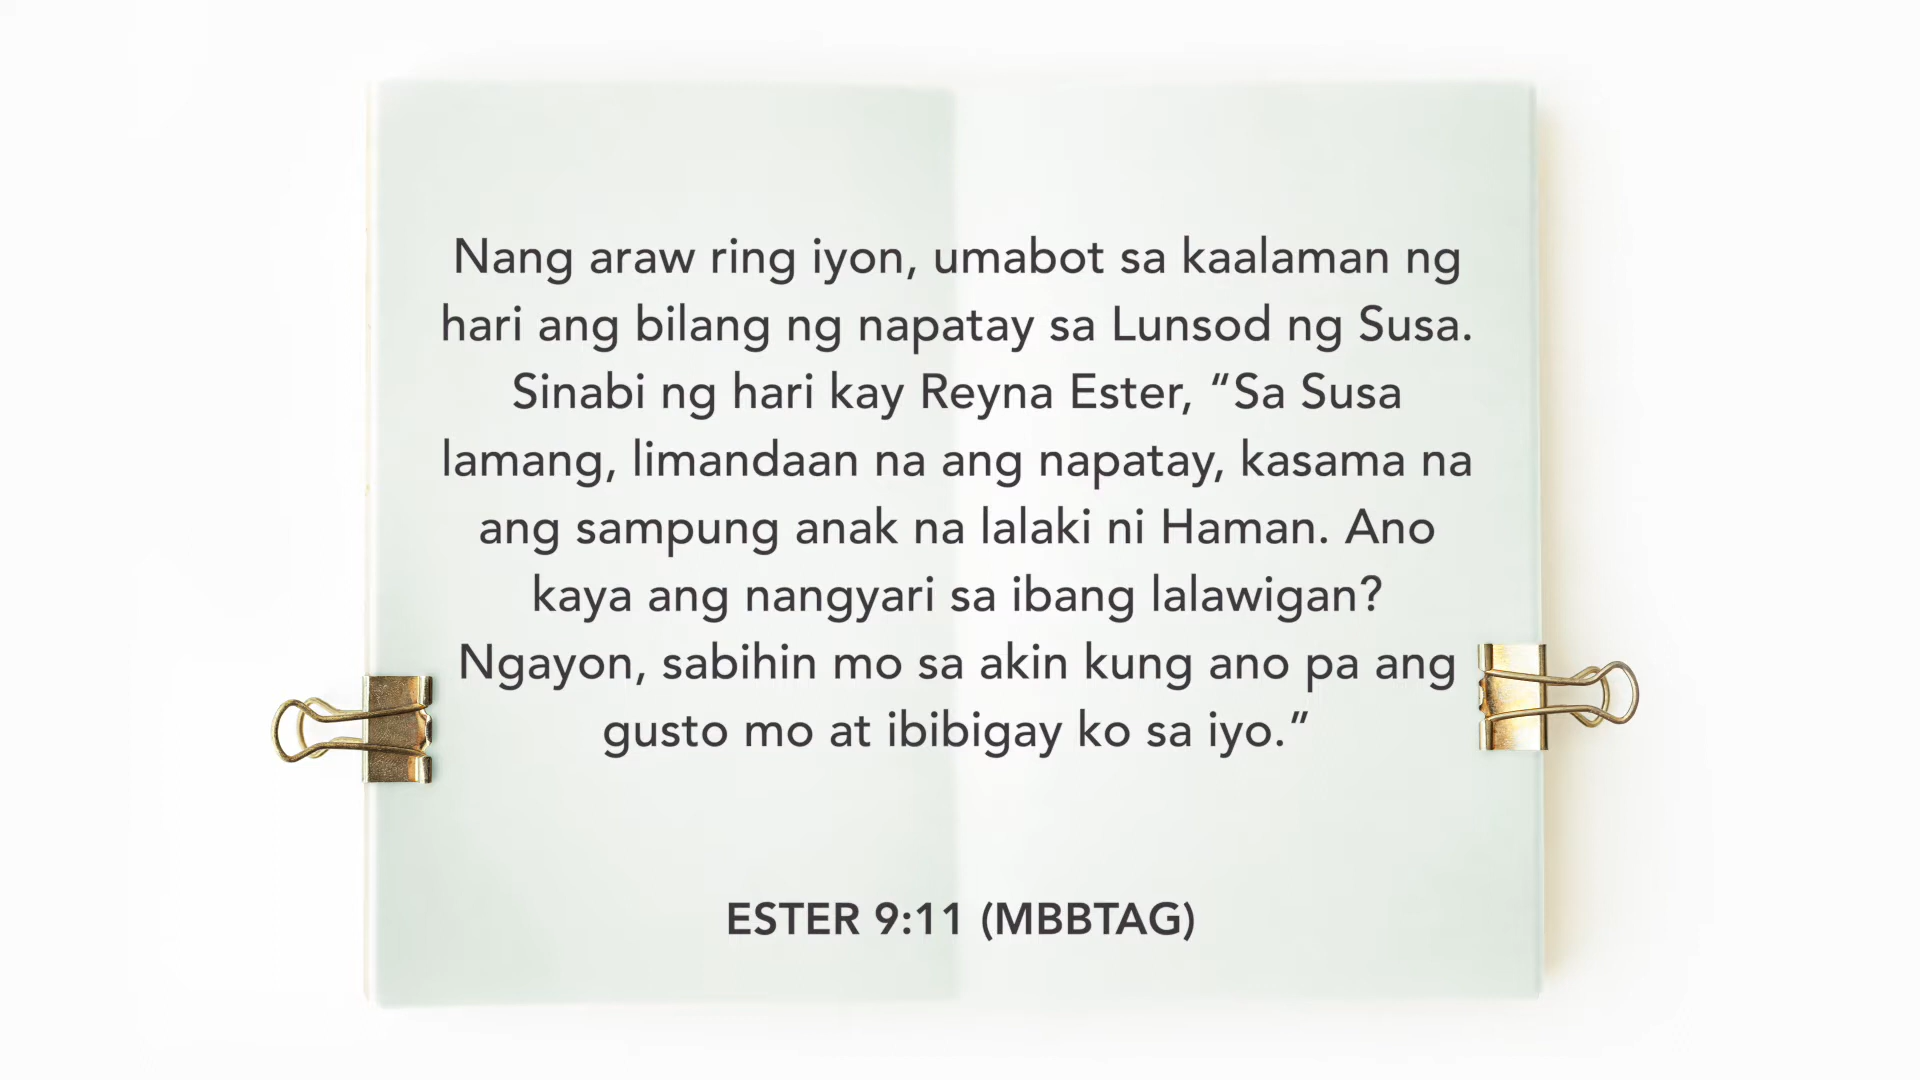 Nang araw ring iyon, umabot sa kaalaman ng
hari ang bilang ng napatay sa Lunsod ng Susa.
Sinabi ng hari kay Reyna Ester, “Sa Susa
lamang, limandaan na ang napatay, kasama na
ang sampung anak na lalaki ni Haman. Ano
kaya ang nangyari sa ibang lalawigan?
Ngayon, sabihin mo sa akin kung ano pa ang
gusto mo at ibibigay ko sa iyo.”
ESTER 9:11 (MBBTAG)